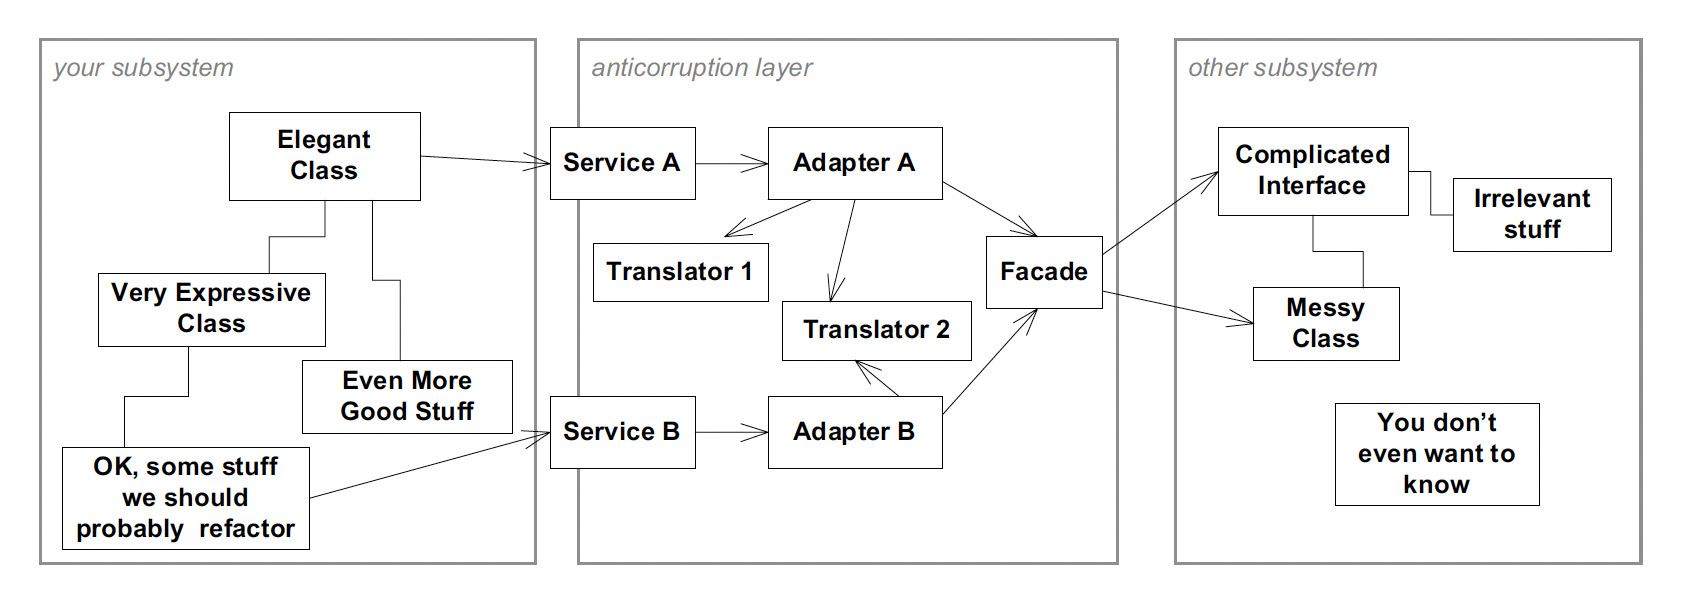 your subsystem
Elegant
Class
Very Expressive
Class
Even More
Good Stuff
OK, some stuff
we should
probably refactor
anticorruption layer
Service A
Adapter A
Translator 1
Translator 2
Facade
Service B
Adapter B
other subsystem
Complicated
Interface
Irrelevant
stuff
Messy
Class
You don’t
even want to
know